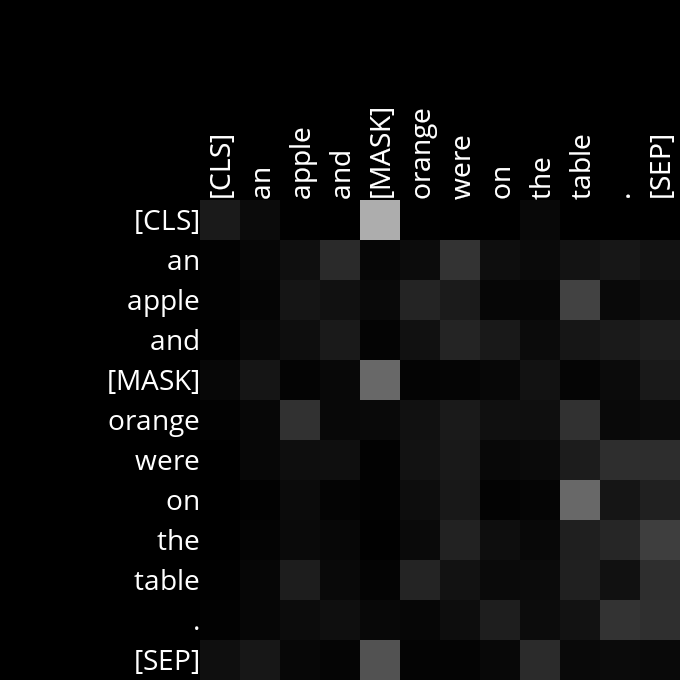 [CLS] an apple and [MASK] orange were on the table . [SEP]
[CLS]
an
apple
and
[MASK]
orange
were
on
the
table
.
[SEP]